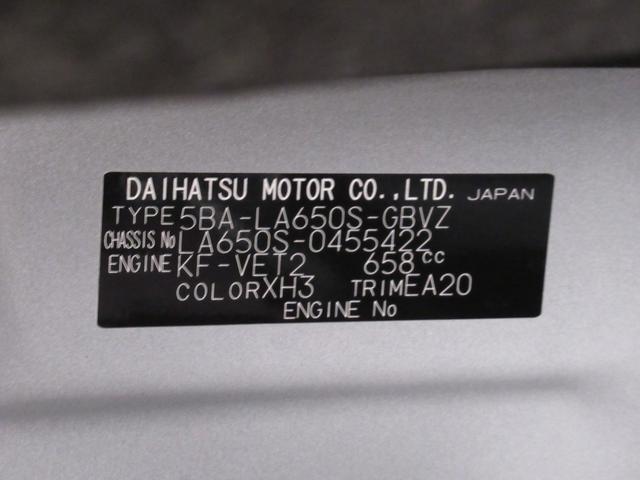 DAIHATSU MOTOR CO.,LTD. JAPAN
TYPE 5BA-LA650S-GBVZ
CHASSIS No LA650S-0455422
ENGINE KF-VET2 658cc
COLOR XH3 TRIM EA20
ENGINE No